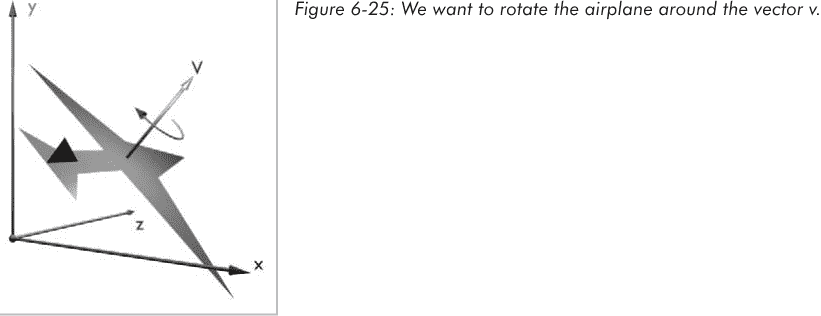 y
Figure 6-25: We want to rotate the airplane around the vector v.
V
z
x